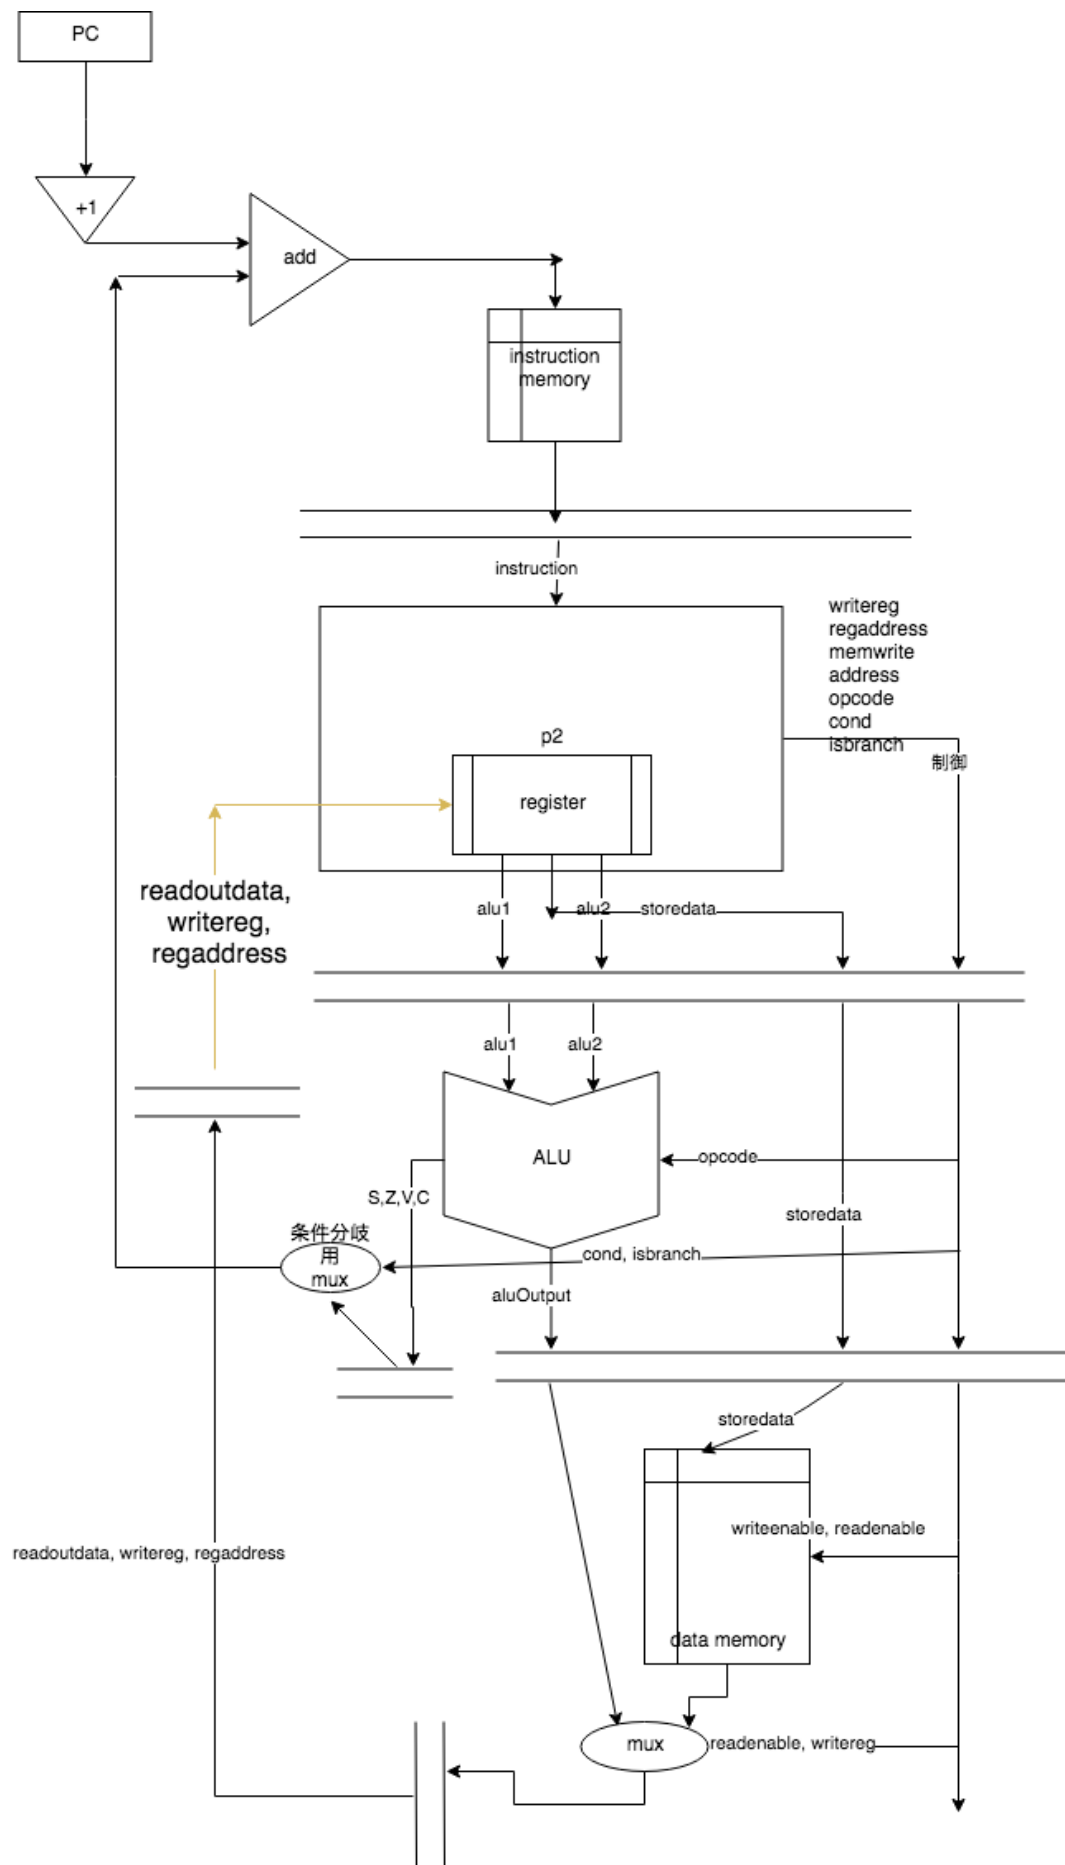 PC
+1
add
instruction
memory
instruction
writereg
regaddress
memwrite
address
opcode
cond
isbranch
制御
p2
register
readoutdata,
writereg,
regaddress
alu1
alu2
storedata
alu1
alu2
ALU
opcode
S,Z,V,C
storedata
条件分岐
用
mux
cond, isbranch
aluOutput
storedata
writeenable, readenable
readoutdata, writereg, regaddress
data memory
mux
readenable, writereg